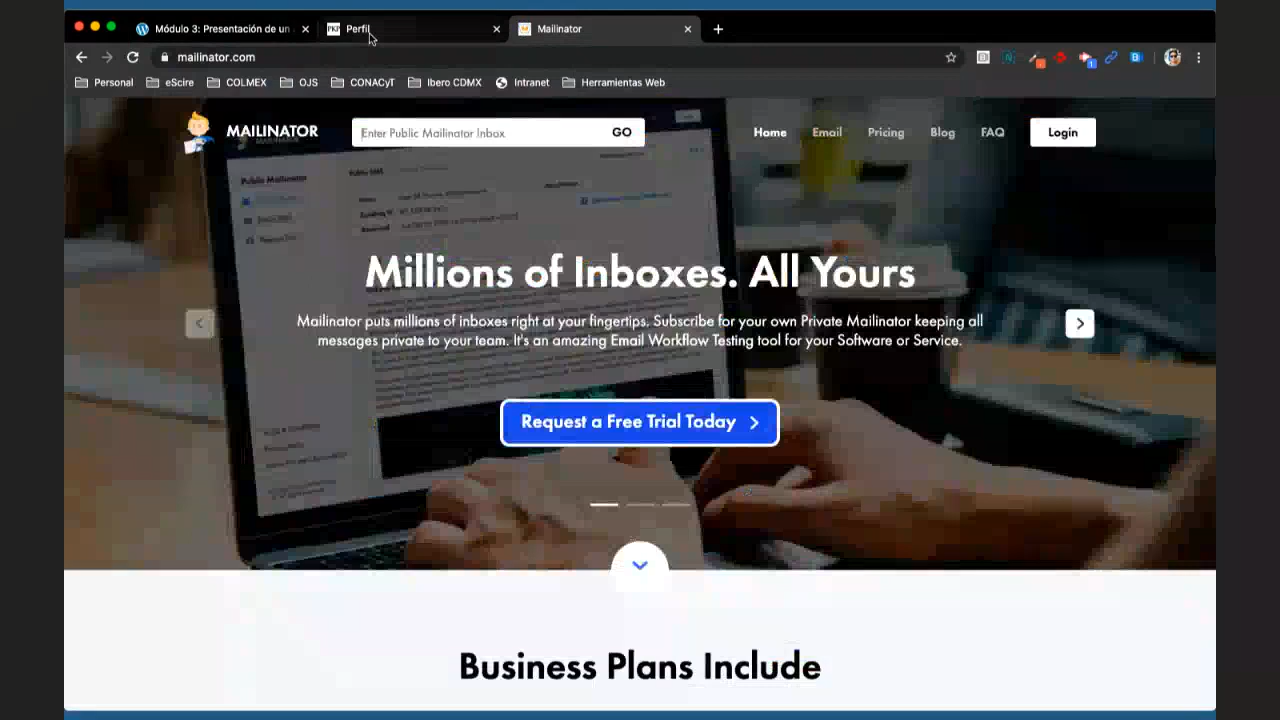 Módulo 3: Presentación de un
PKP Perfil
Mailinator
mailinator.com
Personal
eScire
COLMEX
OJS
CONACyT
Ibero CDMX
Intranet
Herramientas Web
MAILINATOR
Enter Public Mailinator Inbox
GO
Home
Email
Pricing
Blog
FAQ
Login
Public Mailinator
Millions of Inboxes. All Yours
Mailinator puts millions of inboxes right at your fingertips. Subscribe for your own Private Mailinator keeping all
messages private to your team. It's an amazing Email Workflow Testing tool for your Software or Service.
Request a Free Trial Today
Business Plans Include